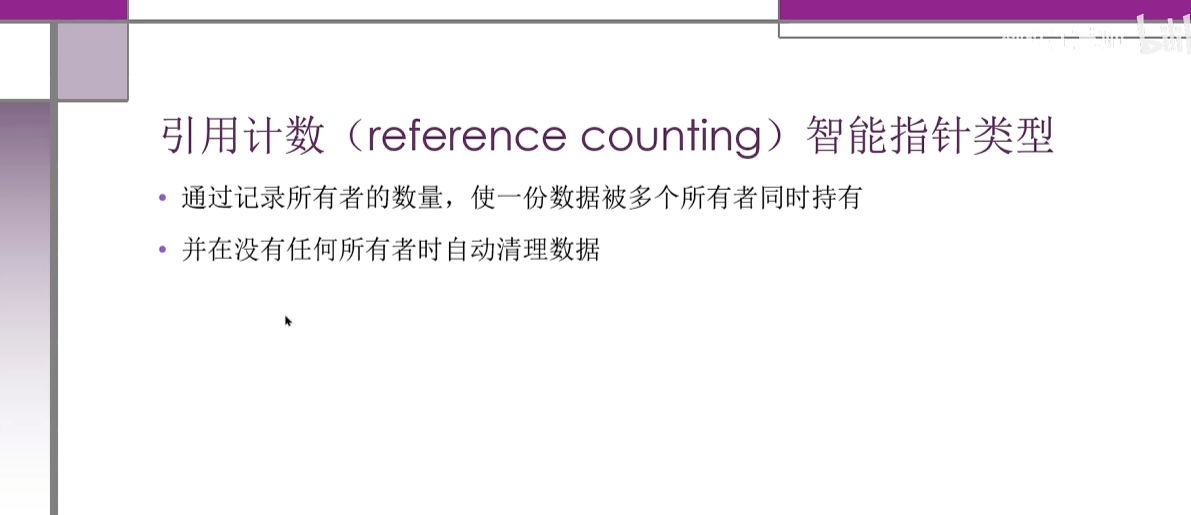 引用计数（reference counting）智能指针类型
• 通过记录所有者的数量，使一份数据被多个所有者同时持有
• 并在没有任何所有者时自动清理数据